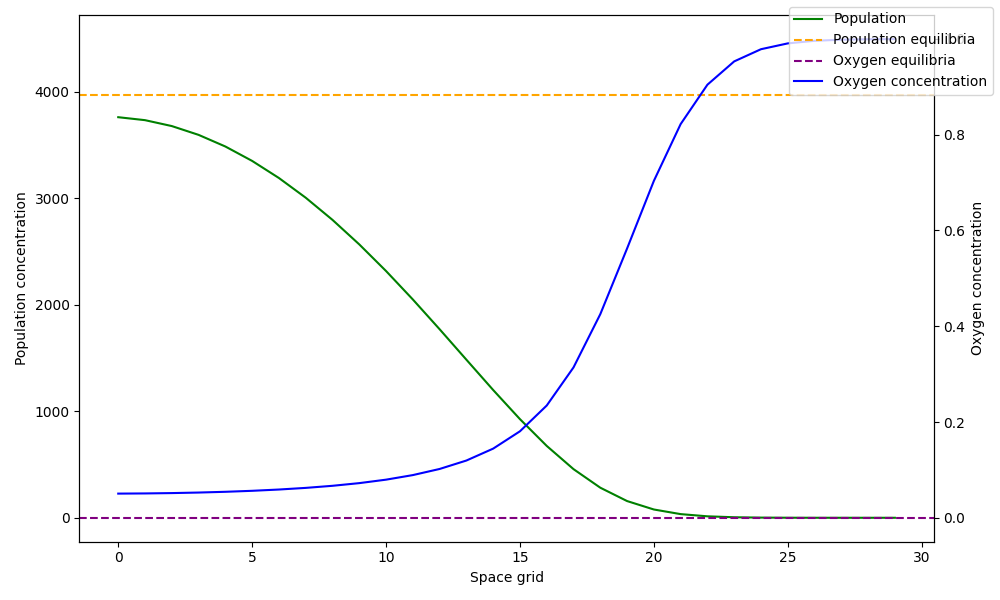 Population
Population equilibria
Oxygen equilibria
Oxygen concentration
Population concentration
4000
3000
2000
1000
0
0.8
0.6
0.4
0.2
0.0
Oxygen concentration
0 5 10 15 20 25 30
Space grid